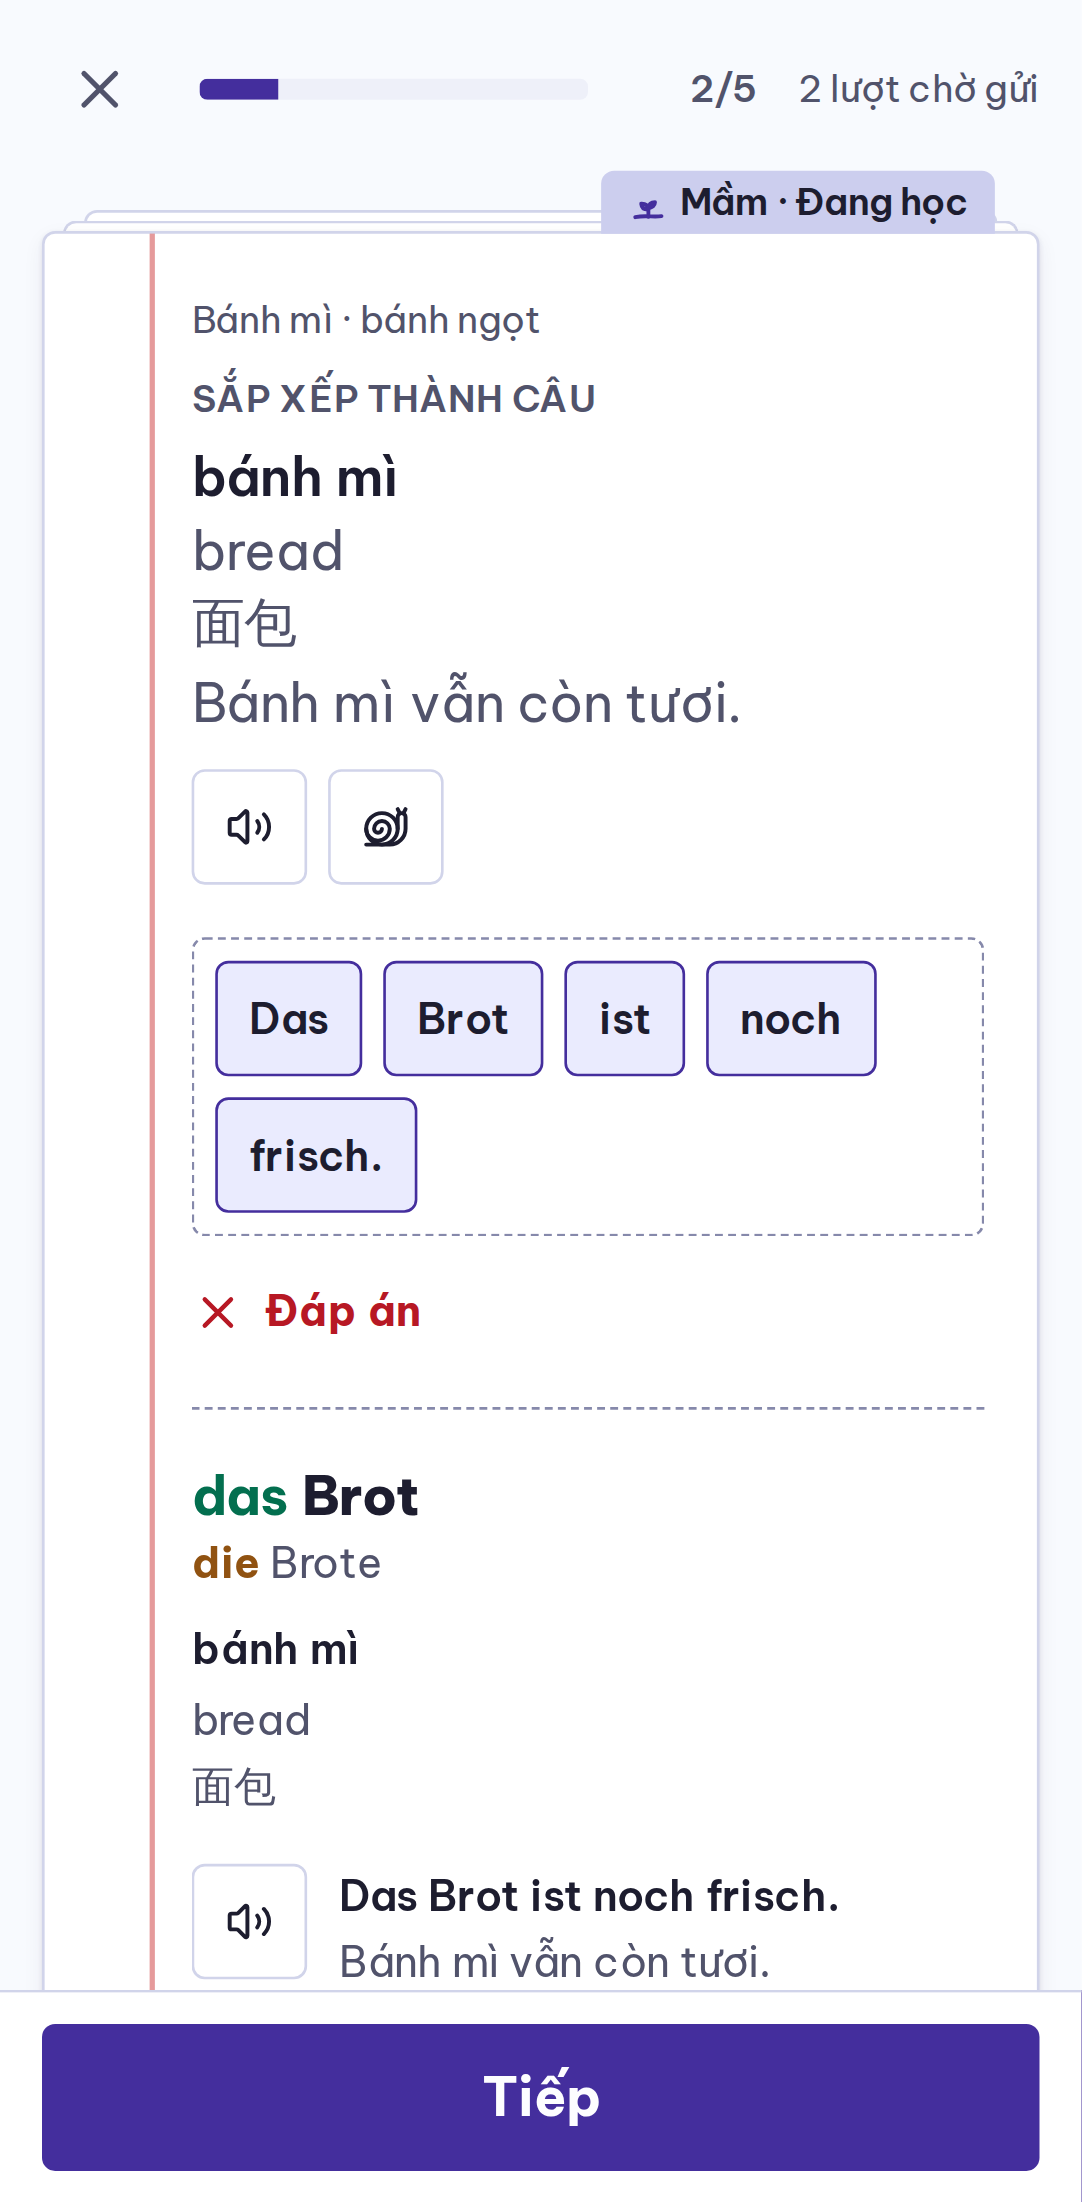 2/5 2 lượt chờ gửi
Mầm · Đang học
Bánh mì · bánh ngọt
SẮP XẾP THÀNH CÂU
bánh mì
bread
面包
Bánh mì vẫn còn tươi.
Das Brot ist noch
frisch.
Đáp án
das Brot
die Brote
bánh mì
bread
面包
Das Brot ist noch frisch.
Bánh mì vẫn còn tươi.
Tiếp